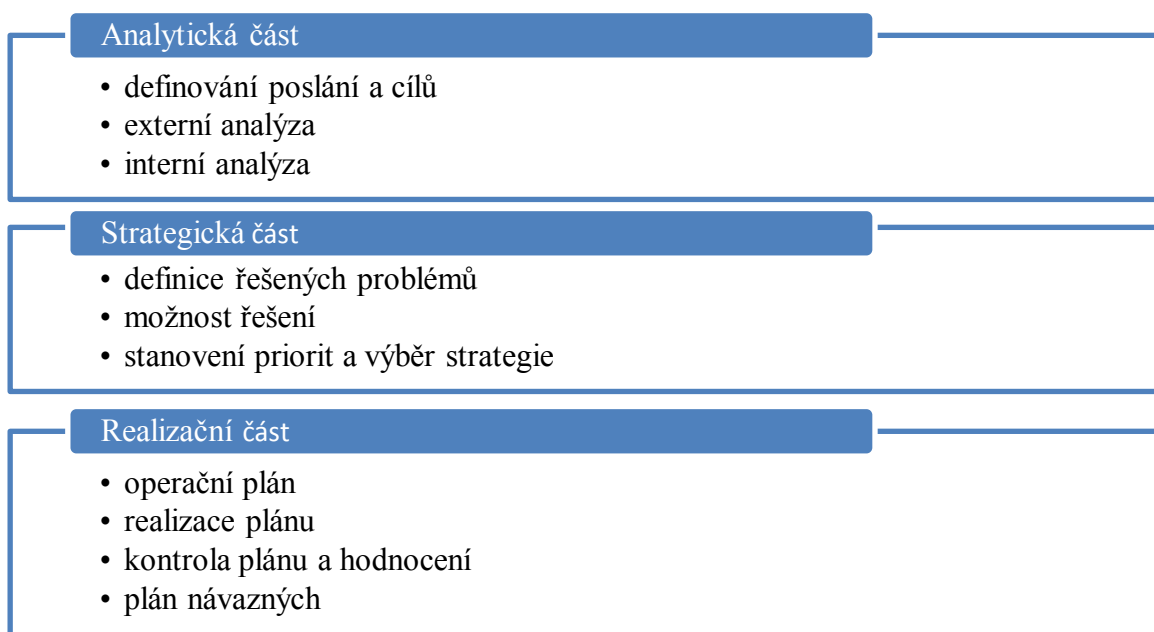 Analytická část
• definování poslání a cílů
• externí analýza
• interní analýza
Strategická část
• definice řešených problémů
• možnost řešení
• stanovení priorit a výběr strategie
Realizační část
• operační plán
• realizace plánu
• kontrola plánu a hodnocení
• plán návazných